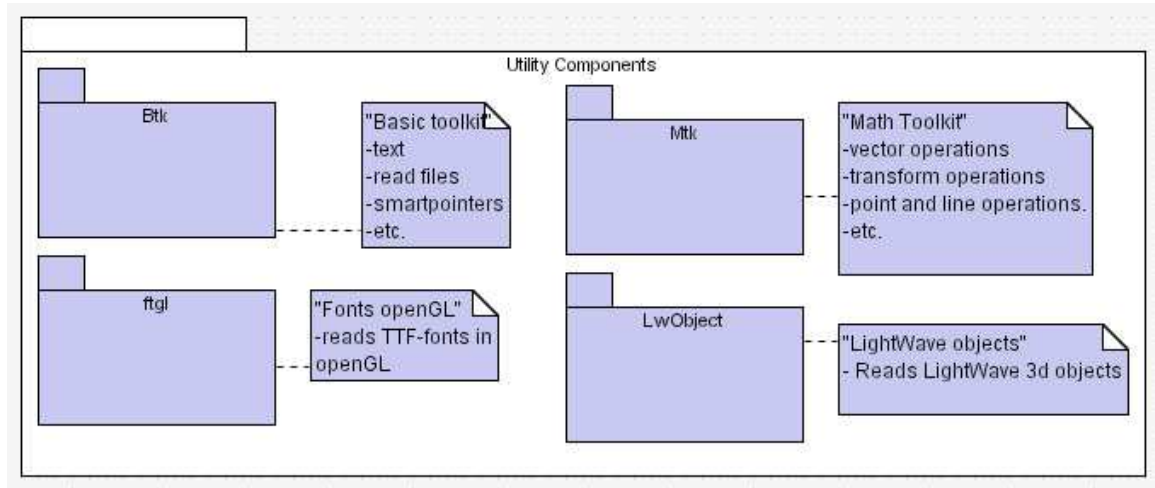 Utility Components
Btk
"Basic toolkit"
-text
-read files
-smartpointers
-etc.
Mtk
"Math Toolkit"
-vector operations
-transform operations
-point and line operations.
-etc.
ftgl
"Fonts openGL"
-reads TTF-fonts in
openGL
LwObject
"LightWave objects"
- Reads LightWave 3d objects